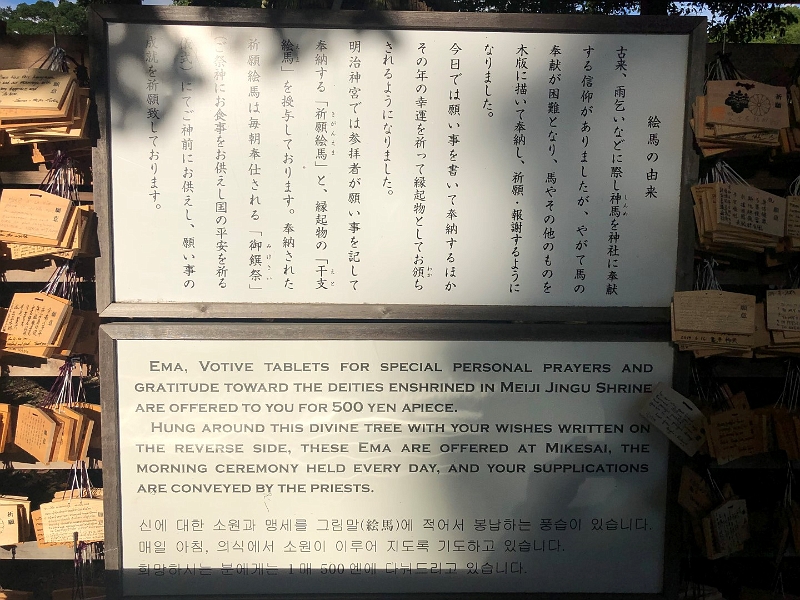 絵馬の由来
古来、雨乞いなどに際し神馬を神社に奉献
する信仰がありましたが、やがて馬の
奉献が困難となり、馬やその他のものを
木版に描いて奉納し、祈願・報謝するように
なりました。
今日では願い事を書いて奉納するほか
その年の幸運を祈って縁起物としてお頒ち
されるようになりました。
明治神宮では参拝者が願い事を記して
奉納する「祈願絵馬」と、縁起物の「干支
絵馬」を授与しております。奉納された
祈願絵馬は毎朝奉仕される「御饌祭」
(ご祭神にお食事をお供えし国の平安を祈る
儀式)にてご神前にお供えし、願い事の
成就を祈願致しております。
EMA, VOTIVE TABLETS FOR SPECIAL PERSONAL PRAYERS AND
GRATITUDE TOWARD THE DEITIES ENSHRINED IN MEIJI JINGU SHRINE
ARE OFFERED TO YOU FOR 500 YEN APIECE.
HUNG AROUND THIS DIVINE TREE WITH YOUR WISHES WRITTEN ON
THE REVERSE SIDE, THESE EMA ARE OFFERED AT MIKESAI, THE
MORNING CEREMONY HELD EVERY DAY, AND YOUR SUPPLICATIONS
ARE CONVEYED BY THE PRIESTS.
신에 대한 소원과 맹세를 그림말(絵馬)에 적어서 봉납하는 풍습이 있습니다.
매일 아침, 의식에서 소원이 이루어 지도록 기도하고 있습니다.
희망하시는 분에게는 1매 500엔에 나눠드리고 있습니다.